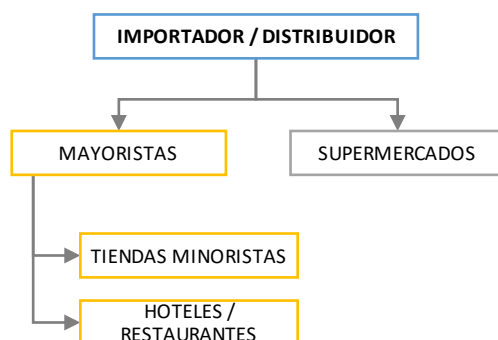 IMPORTADOR / DISTRIBUIDOR
MAYORISTAS
SUPERMERCADOS
TIENDAS MINORISTAS
HOTELES /
RESTAURANTES